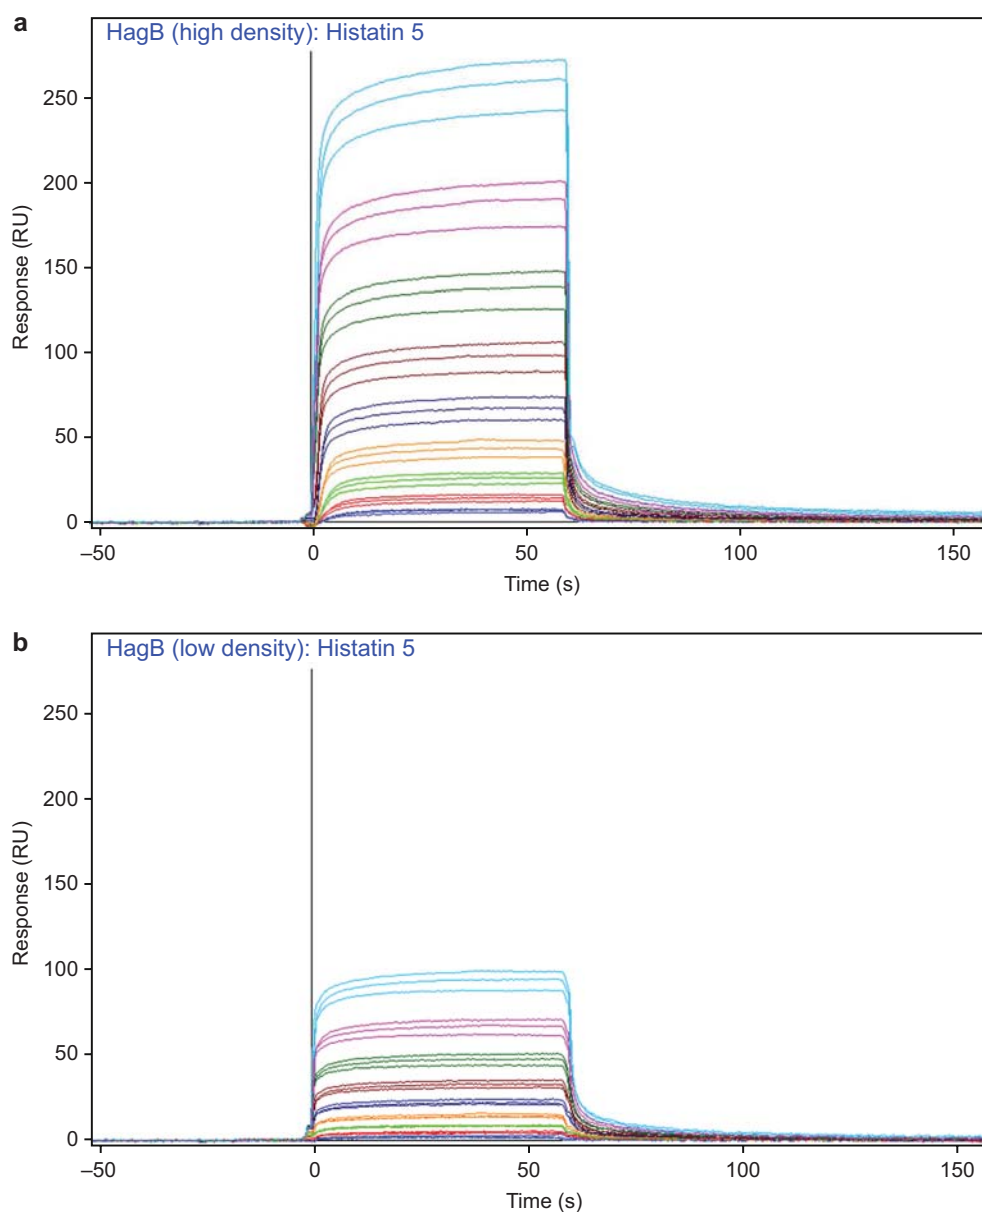 a
HagB (high density): Histatin 5
250
200
150
100
50
0
Response (RU)
–50 0 50 100 150
Time (s)
b
HagB (low density): Histatin 5
250
200
150
100
50
0
Response (RU)
–50 0 50 100 150
Time (s)